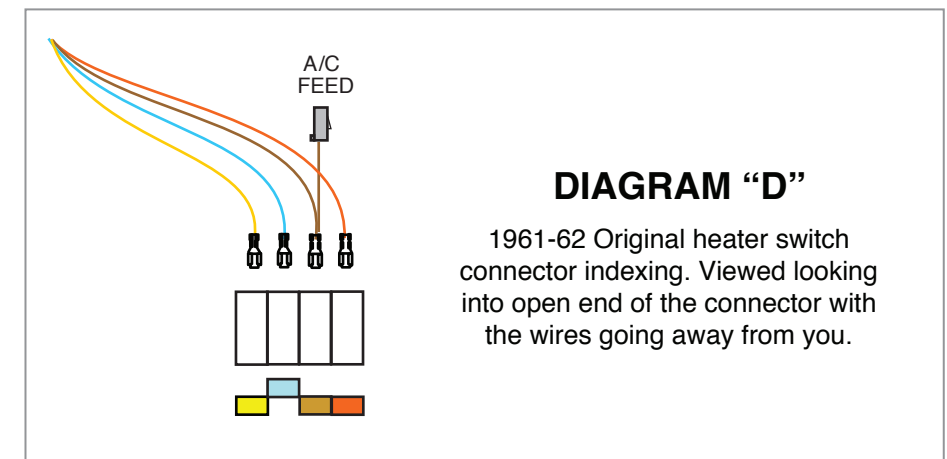 A/C
FEED
DIAGRAM “D”
1961-62 Original heater switch
connector indexing. Viewed looking
into open end of the connector with
the wires going away from you.